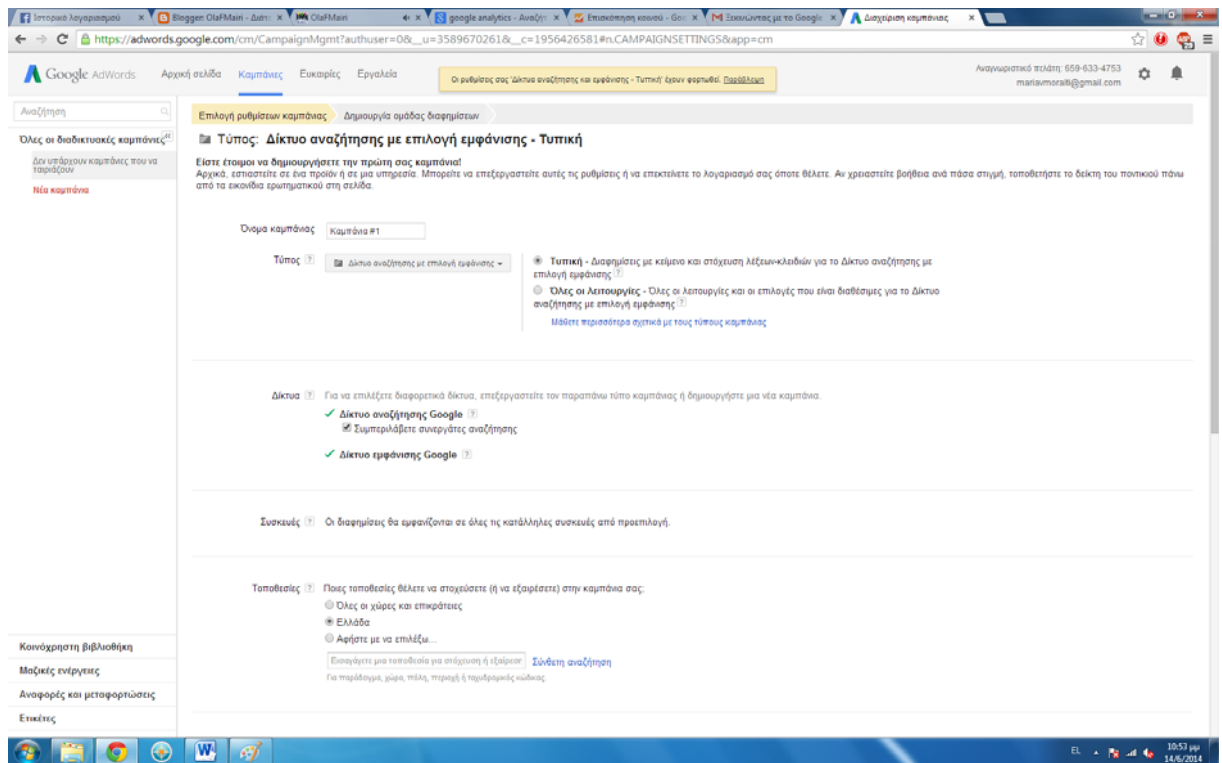 Ιστορικό λογαριασμού
Blogger: OlaFMain - Διάτ
OlaFMain
google analytics - Αναζήτ
Επισκόπηση κοινού - Goo
Ξεκινώντας με το Google
Διαχείριση καμπάνιας
https://adwords.google.com/cm/CampaignMgmt?authuser=0&__u=3589670261&__c=1956426581#n.CAMPAIGNSETTINGS&app=cm
Google AdWords
Αρχική σελίδα Καμπάνιες Ευκαιρίες Εργαλεία
Οι ρυθμίσεις σας 'Δίκτυο αναζήτησης και εμφάνισης - Τυπική' έχουν φορτωθεί. Παράβλεψη
Αναγνωριστικό πελάτη: 659-633-4753
mariavmoraiti@gmail.com
Αναζήτηση
Όλες οι διαδικτυακές καμπάνιες
Δεν υπάρχουν καμπάνιες που να
ταιριάζουν
Νέα καμπάνια
Επιλογή ρυθμίσεων καμπάνιας Δημιουργία ομάδας διαφημίσεων
Τύπος: Δίκτυο αναζήτησης με επιλογή εμφάνισης - Τυπική
Είστε έτοιμοι να δημιουργήσετε την πρώτη σας καμπάνια!
Αρχικά, εστιαστείτε σε ένα προϊόν ή σε μια υπηρεσία. Μπορείτε να επεξεργαστείτε αυτές τις ρυθμίσεις ή να επεκτείνετε το λογαριασμό σας όποτε θέλετε. Αν χρειαστείτε βοήθεια ανά πάσα στιγμή, τοποθετήστε το δείκτη του ποντικιού πάνω
από τα εικονίδια ερωτηματικού στη σελίδα.
Όνομα καμπάνιας Καμπάνια #1
Τύπος ? Δίκτυο αναζήτησης με επιλογή εμφάνισης
Τυπική - Διαφημίσεις με κείμενο και στόχευση λέξεων-κλειδιών για το Δίκτυο αναζήτησης με
επιλογή εμφάνισης ?
Όλες οι λειτουργίες - Όλες οι λειτουργίες και οι επιλογές που είναι διαθέσιμες για το Δίκτυο
αναζήτησης με επιλογή εμφάνισης ?
Μάθετε περισσότερα σχετικά με τους τύπους καμπάνιας
Δίκτυα ? Για να επιλέξετε διαφορετικά δίκτυα, επεξεργαστείτε τον παραπάνω τύπο καμπάνιας ή δημιουργήστε μια νέα καμπάνια.
Δίκτυο αναζήτησης Google ?
Συμπεριλάβετε συνεργάτες αναζήτησης
Δίκτυο εμφάνισης Google ?
Συσκευές ? Οι διαφημίσεις θα εμφανίζονται σε όλες τις κατάλληλες συσκευές από προεπιλογή.
Τοποθεσίες ? Ποιες τοποθεσίες θέλετε να στοχεύσετε (ή να εξαιρέσετε) στην καμπάνια σας;
Όλες οι χώρες και επικράτειες
Ελλάδα
Αφήστε με να επιλέξω...
Εισαγάγετε μια τοποθεσία για στόχευση ή εξαίρεση Σύνθετη αναζήτηση
Για παράδειγμα, χώρα, πόλη, περιοχή ή ταχυδρομικός κώδικας.
Κοινόχρηστη βιβλιοθήκη
Μαζικές ενέργειες
Αναφορές και μεταφορτώσεις
Ετικέτες
EL
10:53 μμ
14/6/2014